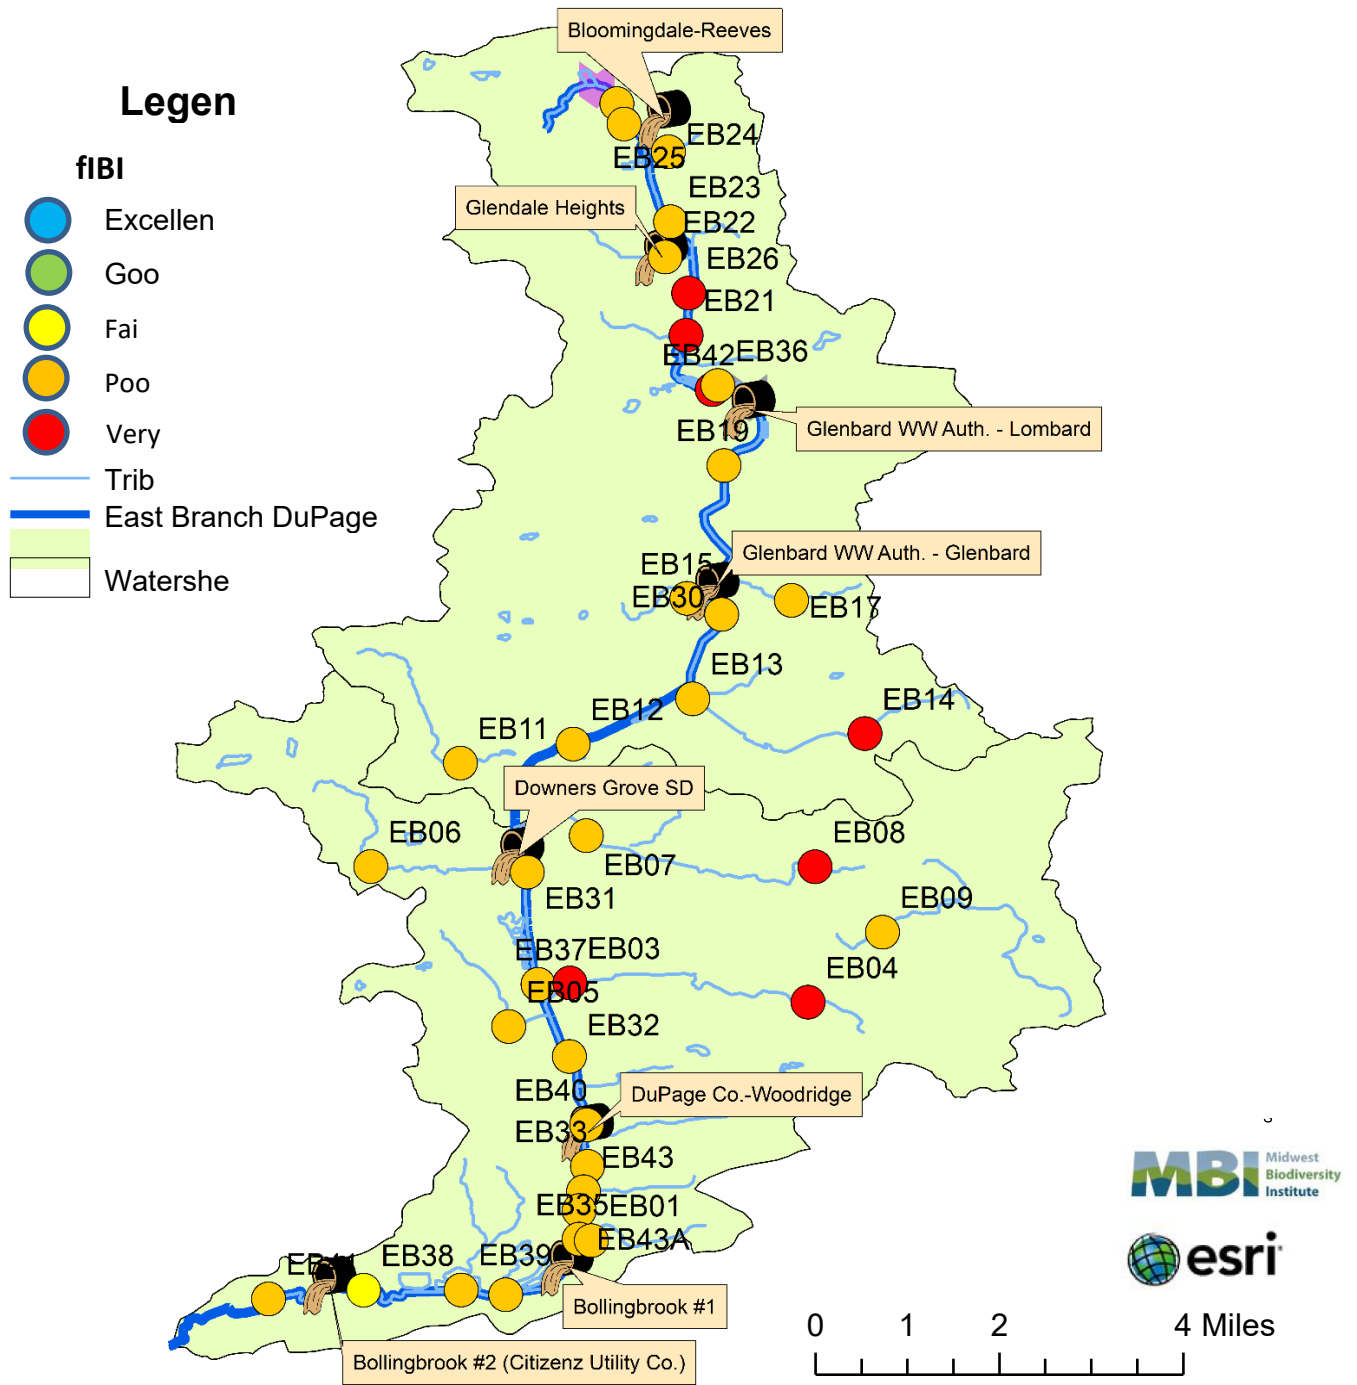 Bloomingdale-Reeves
Legen
fIBI
Excellen
Goo
Fai
Poo
Very
Trib
East Branch DuPage
Watershe
EB24
EB25
EB23
Glendale Heights
EB22
EB26
EB21
EB42
EB36
EB19
Glenbard WW Auth. - Lombard
Glenbard WW Auth. - Glenbard
EB15
EB30
EB17
EB13
EB14
EB12
EB11
Downers Grove SD
EB06
EB08
EB07
EB31
EB09
EB37
EB03
EB04
EB05
EB32
EB40
DuPage Co.-Woodridge
EB33
EB43
EB35
EB01
EB43A
EB38
EB39
Bollingbrook #1
Bollingbrook #2 (Citizenz Utility Co.)
MBI Midwest
Biodiversity
Institute
esri
0 1 2 4 Miles